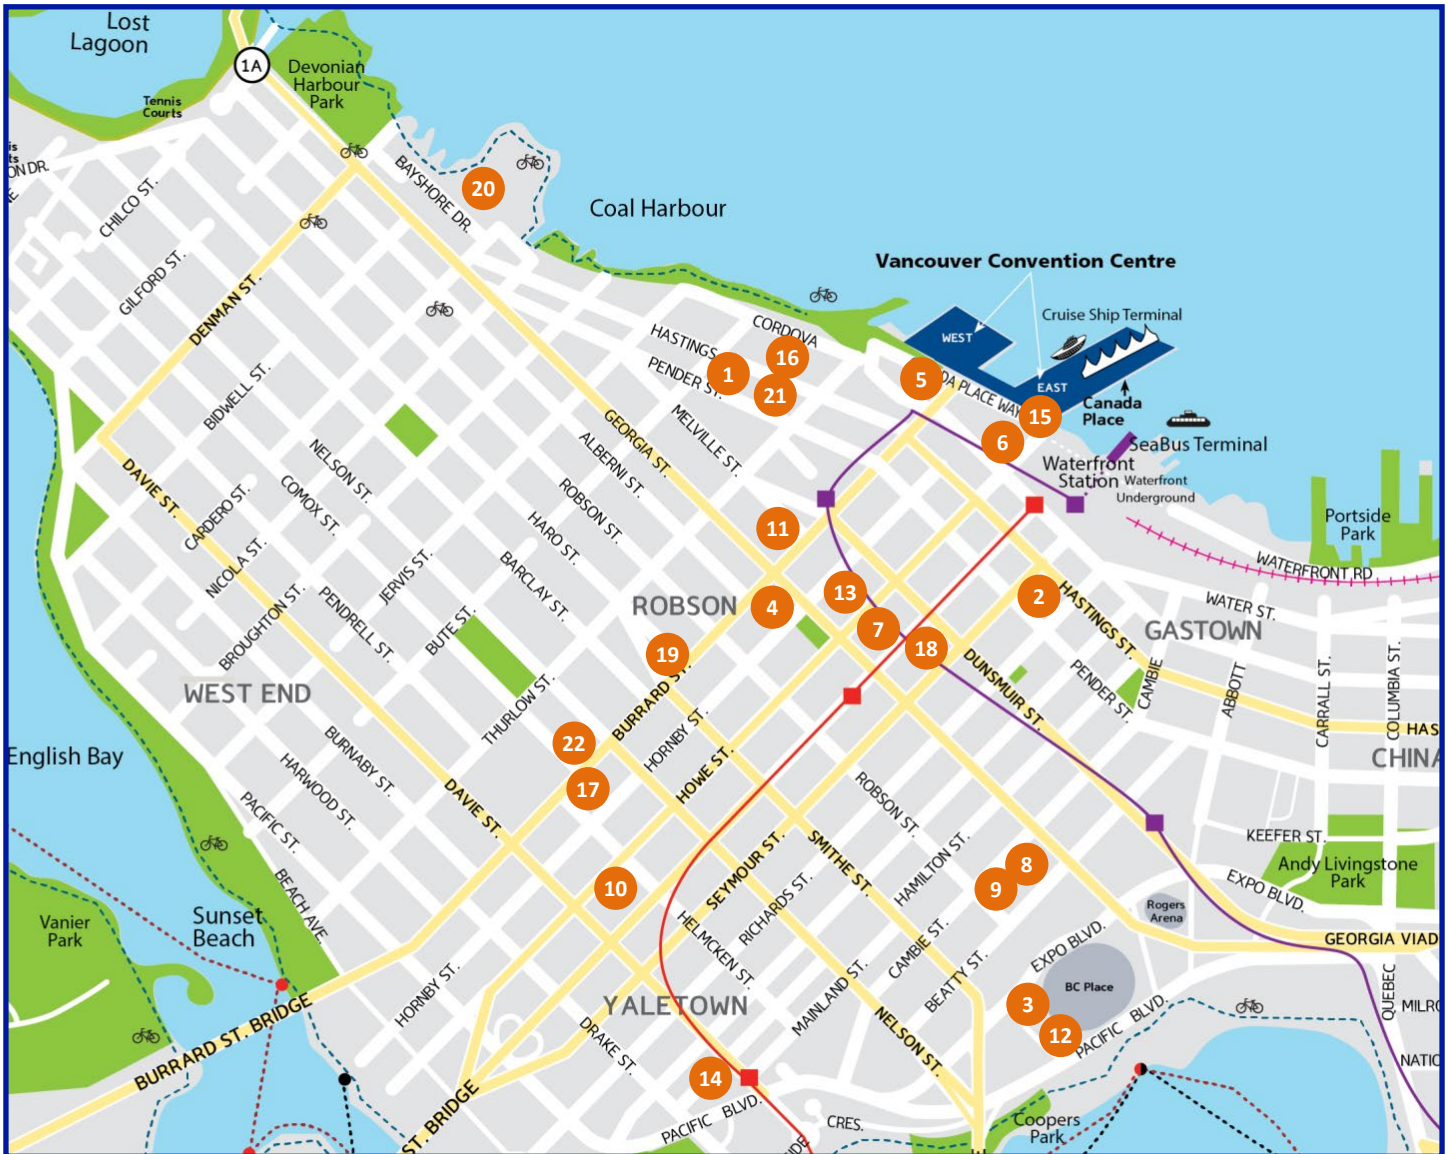 Lost
Lagoon
1A
Devonian
Harbour
Park
Tennis
Courts
is
ts
ON DR.
BAYSHORE DR.
20
Coal Harbour
CHILCO ST.
GILFORD ST.
DENMAN ST.
BIDWELL ST.
Vancouver Convention Centre
WEST
EAST
Cruise Ship Terminal
Canada
Place
SeaBus Terminal
Waterfront
Station
Waterfront
Underground
CORDOVA
HASTINGS
PENDER ST.
16
1
21
5
DA PLACE WAY
15
6
MELVILLE ST.
GEORGIA ST.
ALBERNI ST.
ROBSON ST.
HARO ST.
BARCLAY ST.
NELSON ST.
COMOX ST.
DAVIE ST.
CARDERO ST.
NICOLA ST.
BROUGHTON ST.
PENDRELL ST.
JERVIS ST.
BUTE ST.
THURLOW ST.
Portside
Park
WATERFRONT RD
WATER ST.
GASTOWN
HASTINGS ST.
11
13
2
4
7
18
19
ROBSON
WEST END
DUNSMUIR ST.
PENDER ST.
CAMBIE
ABBOTT
CARRALL ST.
COLUMBIA ST.
HAS
CHINA
English Bay
BURRARD ST.
HORNBY ST.
HOWE ST.
22
17
BURNABY ST.
HARWOOD ST.
PACIFIC ST.
DAVIE ST.
BEACH AVE.
ROBSON ST.
SMITHE ST.
SEYMOUR ST.
RICHARDS ST.
HAMILTON ST.
HELMCKEN ST.
CAMBIE ST.
MAINLAND ST.
BEATTY ST.
NELSON ST.
8
9
10
KEEFER ST.
Andy Livingstone
Park
EXPO BLVD.
Rogers
Arena
GEORGIA VIAD
EXPO BLVD.
BC Place
3
12
PACIFIC BLVD.
QUEBEC
MILRO
NATIO
Vanier
Park
Sunset
Beach
BURRARD ST. BRIDGE
HORNBY ST.
YALETOWN
DRAKE ST.
14
ST. BRIDGE
PACIFIC BLVD.
CRES.
Coopers
Park